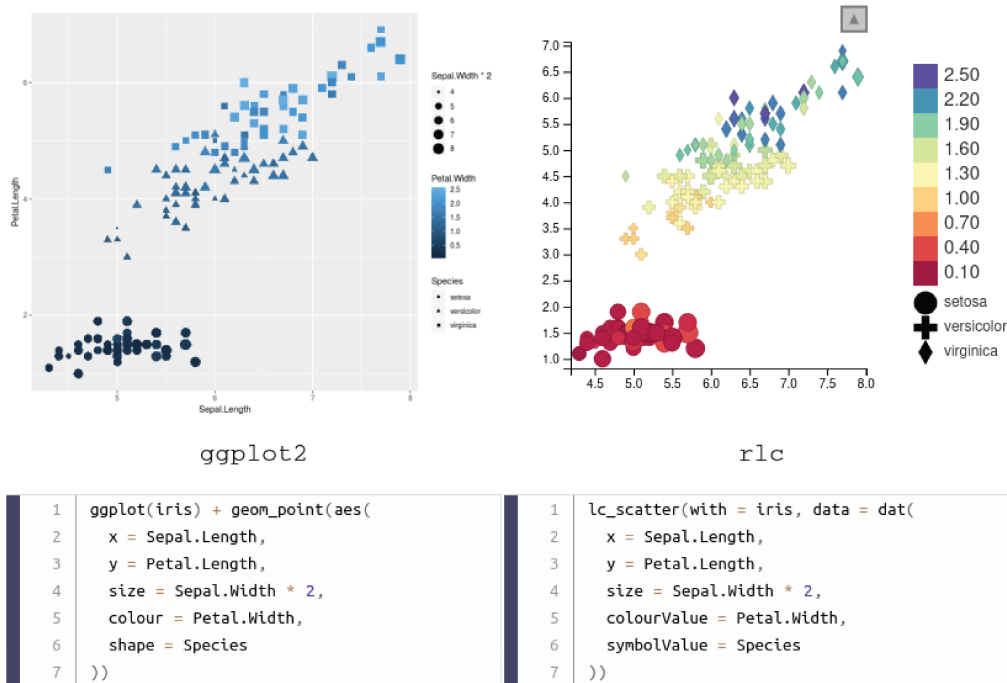 Sepal.Width * 2
4
5
6
7
8
Petal.Width
2.5
2.0
1.5
1.0
0.5
Species
setosa
versicolor
virginica
Petal.Length
6
4
2
5
6
7
8
Sepal.Length
7.0
6.5
6.0
5.5
5.0
4.5
4.0
3.5
3.0
2.5
2.0
1.5
1.0
4.5
5.0
5.5
6.0
6.5
7.0
7.5
8.0
2.50
2.20
1.90
1.60
1.30
1.00
0.70
0.40
0.10
setosa
versicolor
virginica
ggplot2
rlc
1 ggplot(iris) + geom_point(aes(
2 x = Sepal.Length,
3 y = Petal.Length,
4 size = Sepal.Width * 2,
5 colour = Petal.Width,
6 shape = Species
7 ))
1 lc_scatter(with = iris, data = dat(
2 x = Sepal.Length,
3 y = Petal.Length,
4 size = Sepal.Width * 2,
5 colourValue = Petal.Width,
6 symbolValue = Species
7 ))